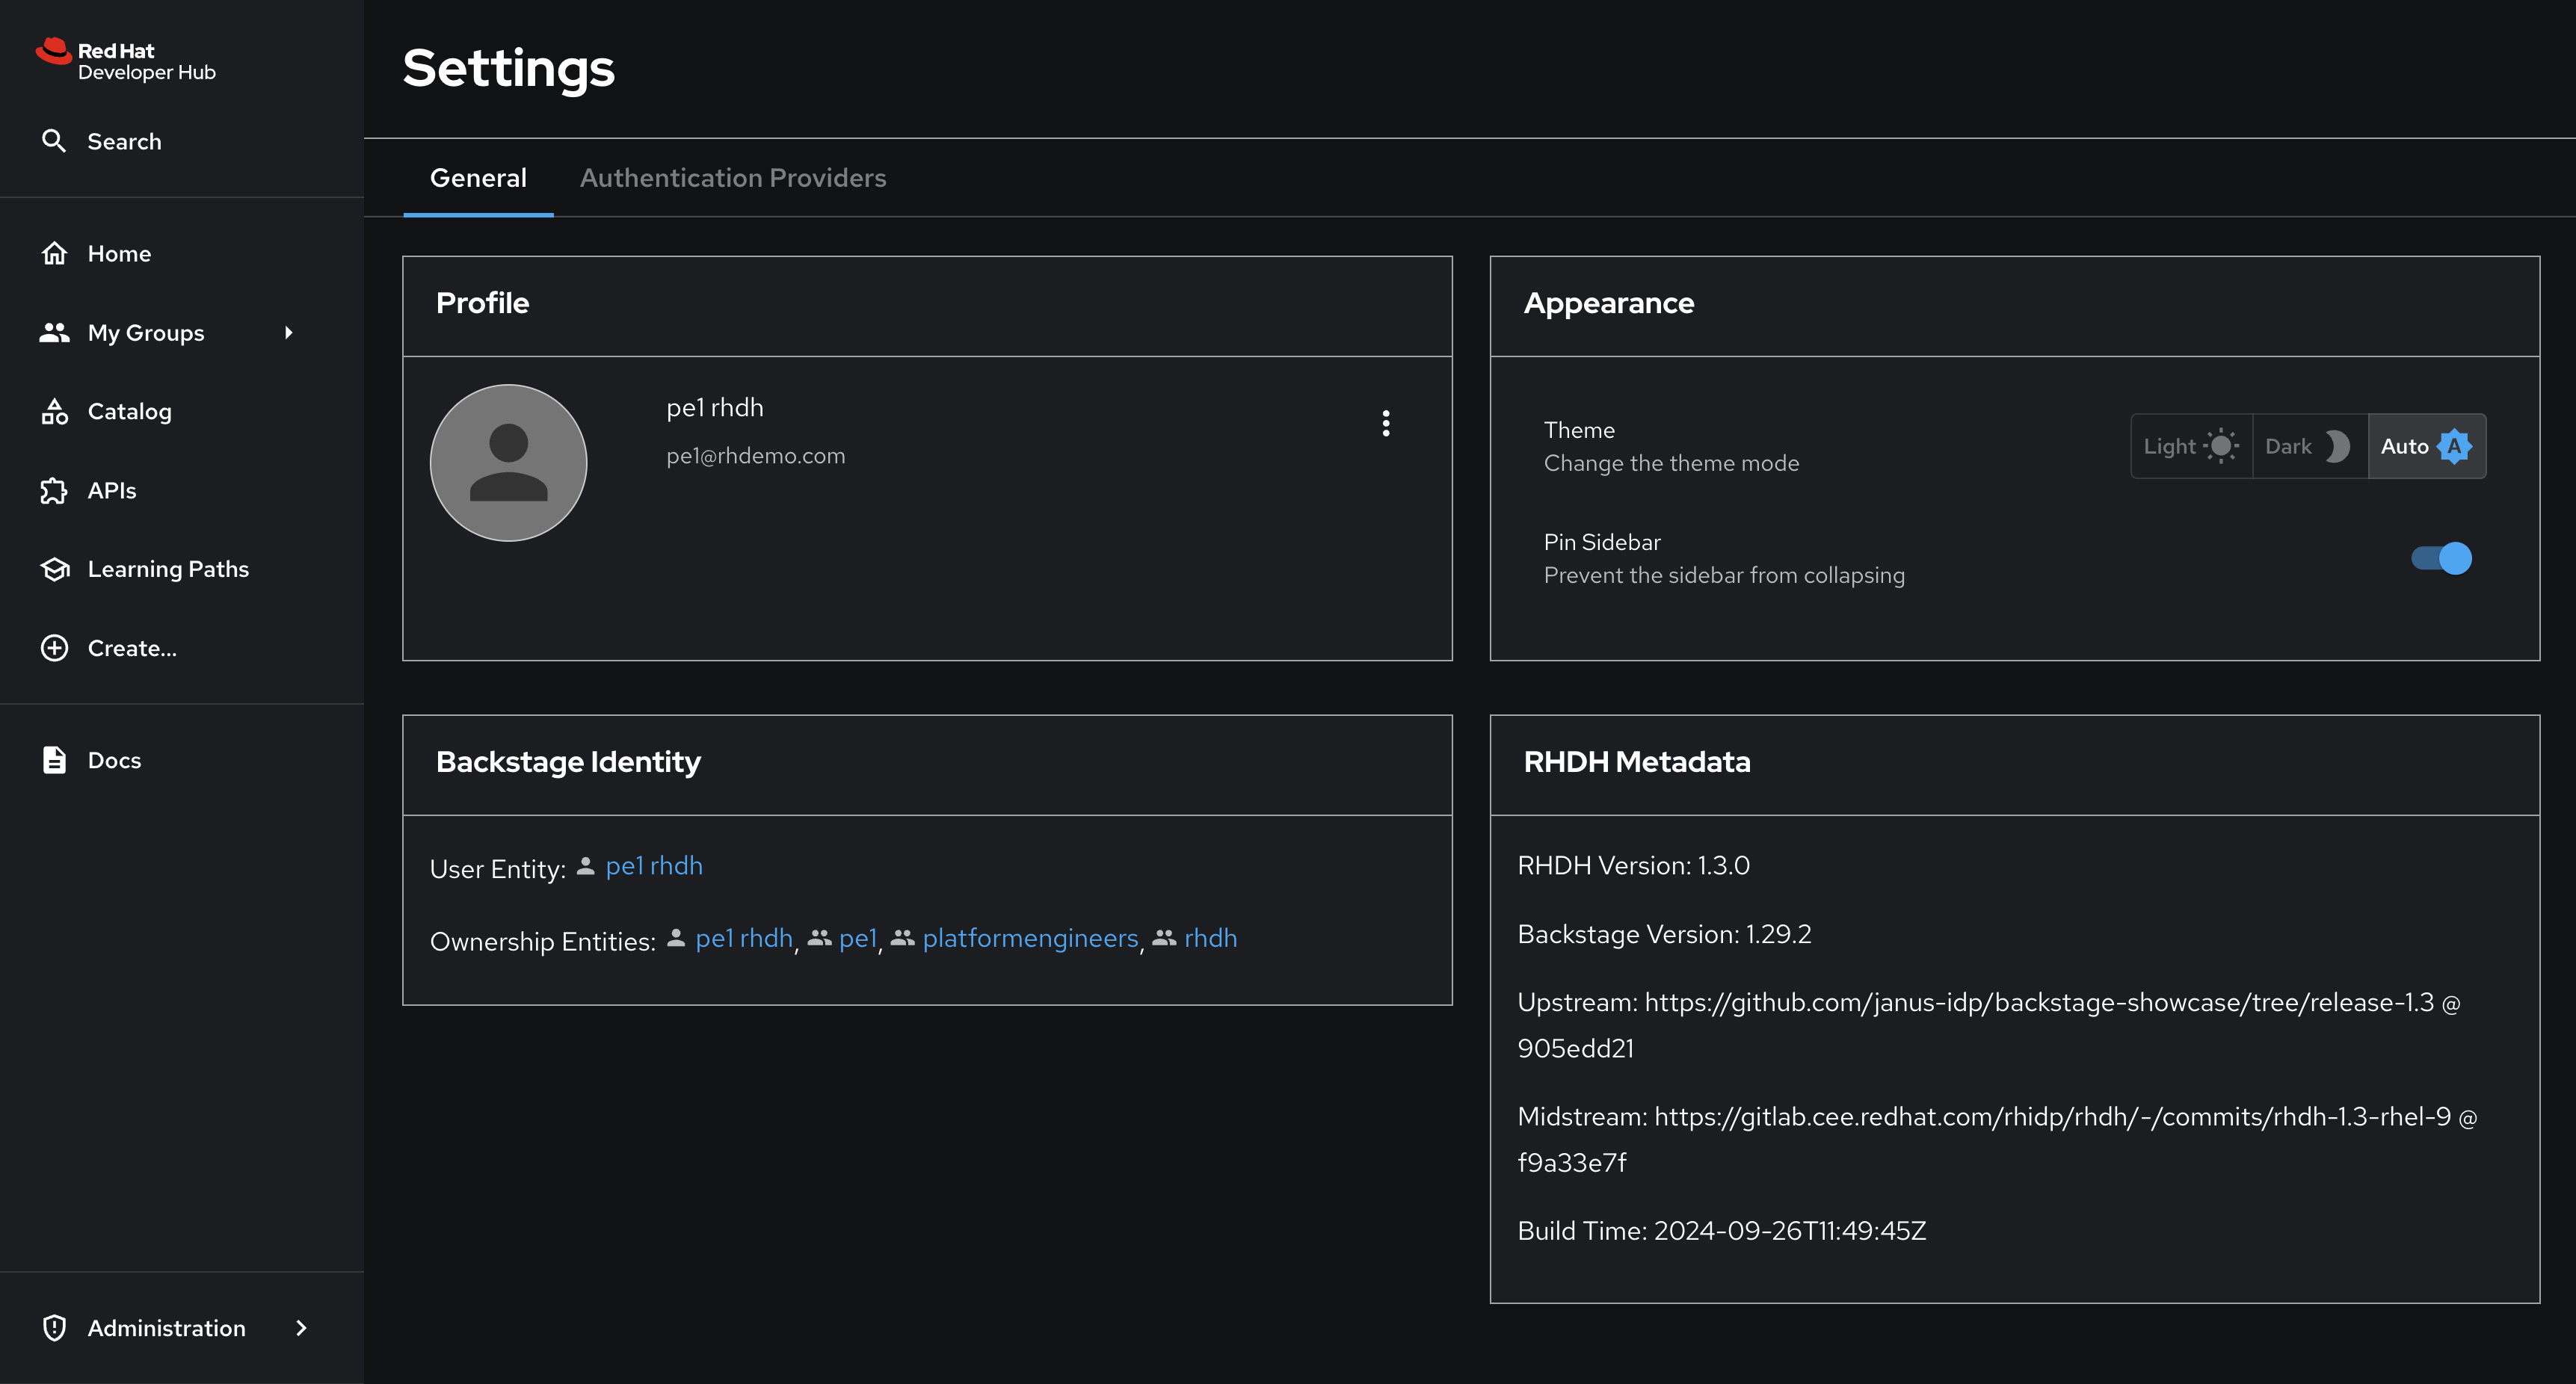 Red Hat
Developer Hub
Search
Home
My Groups
Catalog
APIs
Learning Paths
Create...
Docs
Administration
Settings
General
Authentication Providers
Profile
pe1 rhdh
pe1@rhdemo.com
Appearance
Theme
Change the theme mode
Light
Dark
Auto A
Pin Sidebar
Prevent the sidebar from collapsing
Backstage Identity
User Entity: pe1 rhdh
Ownership Entities: pe1 rhdh, pe1, platformengineers, rhdh
RHDH Metadata
RHDH Version: 1.3.0
Backstage Version: 1.29.2
Upstream: https://github.com/janus-idp/backstage-showcase/tree/release-1.3 @
905edd21
Midstream: https://gitlab.cee.redhat.com/rhidp/rhdh/-/commits/rhdh-1.3-rhel-9 @
f9a33e7f
Build Time: 2024-09-26T11:49:45Z